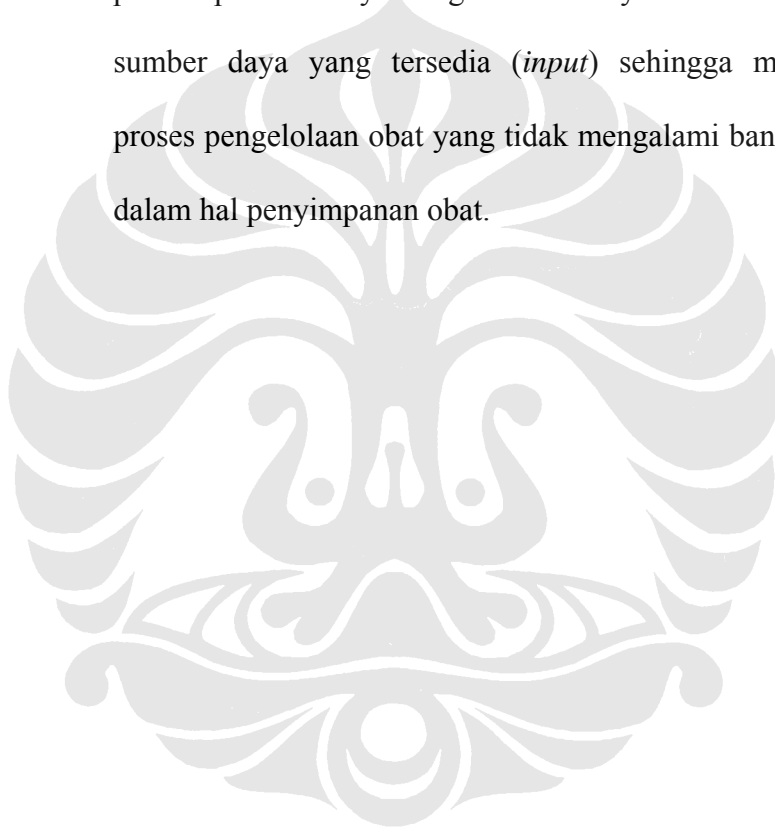 sumber daya yang tersedia (input) sehingga m
proses pengelolaan obat yang tidak mengalami ban
dalam hal penyimpanan obat.